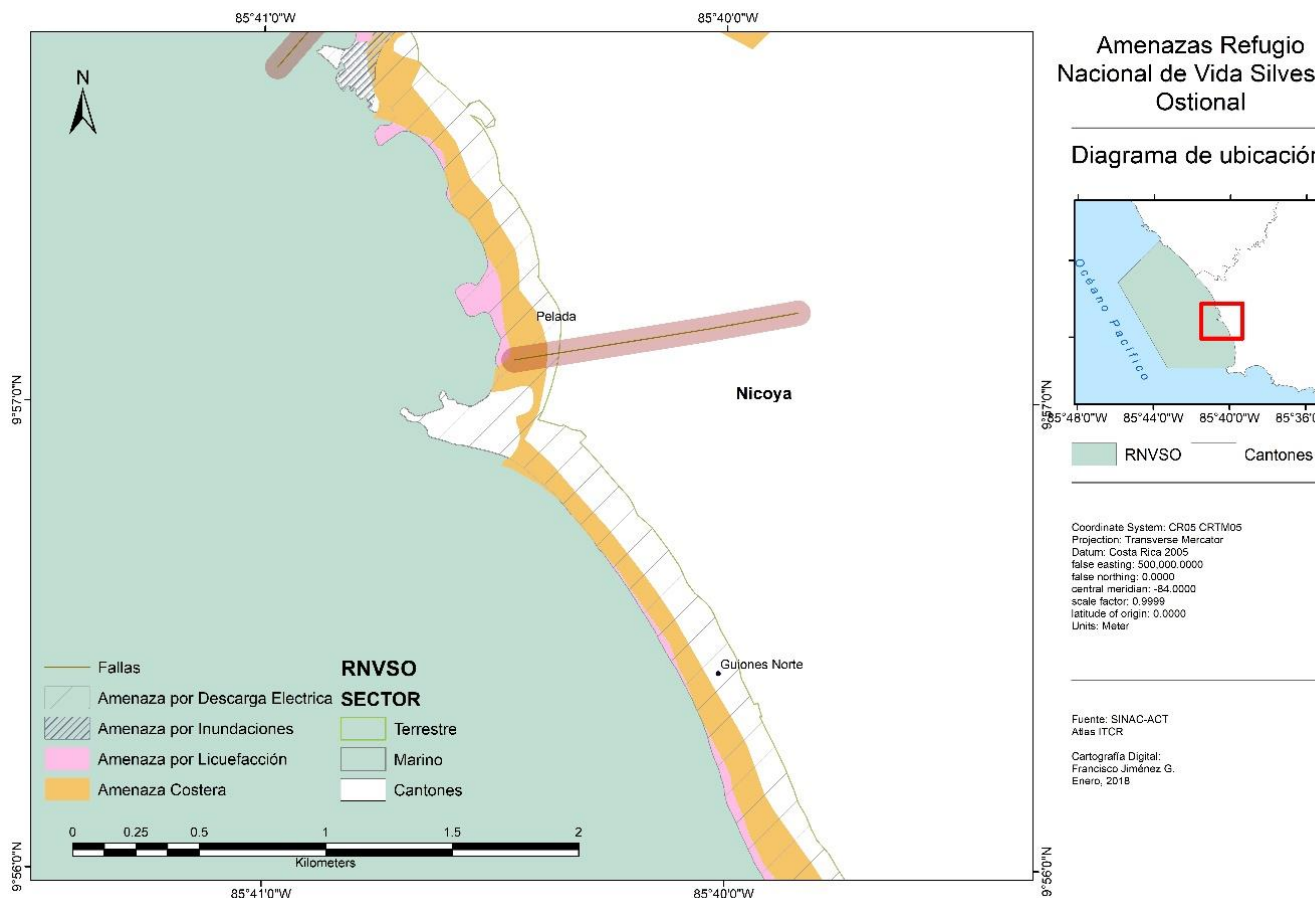 85°41'0"W
85°40'0"W
N
Pelada
Nicoya
Guiones Norte
9°57'0"N
9°57'0"N
9°56'0"N
9°56'0"N
Fallas
Amenaza por Descarga Electrica
Amenaza por Inundaciones
Amenaza por Licuefacción
Amenaza Costera
RNVSO
SECTOR
Terrestre
Marino
Cantones
0 0.25 0.5 1 1.5 2
Kilometers
85°41'0"W
85°40'0"W
Amenazas Refugio
Nacional de Vida Silves
Ostional
Diagrama de ubicación
Océano Pacífico
85°48'0"W 85°44'0"W 85°40'0"W 85°36'0
RNVSO
Cantones
Coordinate System: CR05 CRTM05
Projection: Transverse Mercator
Datum: Costa Rica 2005
false easting: 500,000.0000
false northing: 0.0000
central meridian: -84.0000
scale factor: 0.9999
latitude of origin: 0.0000
Units: Meter
Fuente: SINAC-ACT
Atlas ITCR
Cartografía Digital:
Francisco Jiménez G.
Enero, 2018